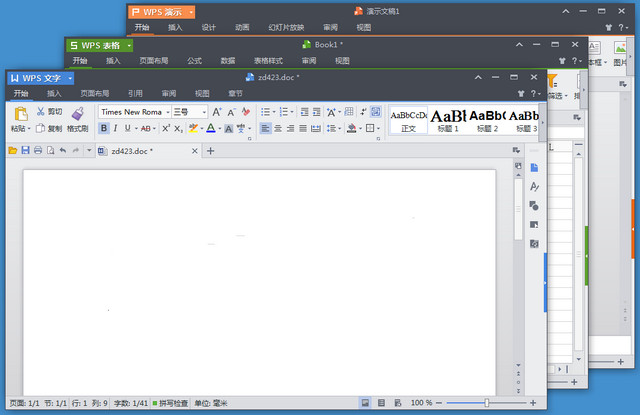 WPS 演示
演示文稿1
开始 插入 设计 动画 幻灯片放映 审阅 视图
WPS 表格
Book1 *
开始 插入 页面布局 公式 数据 表格样式 审阅 视图
本框 图片
筛选
L
WPS 文字
zd423.doc *
开始 插入 页面布局 引用 审阅 视图 章节
粘贴 剪切 复制 格式刷
Times New Roma 三号
B I U AB X² X₂ A A
AaBbCcDd AaBb AaBb( AaBb(
正文 标题 1 标题 2 标题 3
zd423.doc *
页面: 1/1 节: 1/1 行: 1 列: 9 字数: 1/41 拼写检查 单位: 毫米 100 %